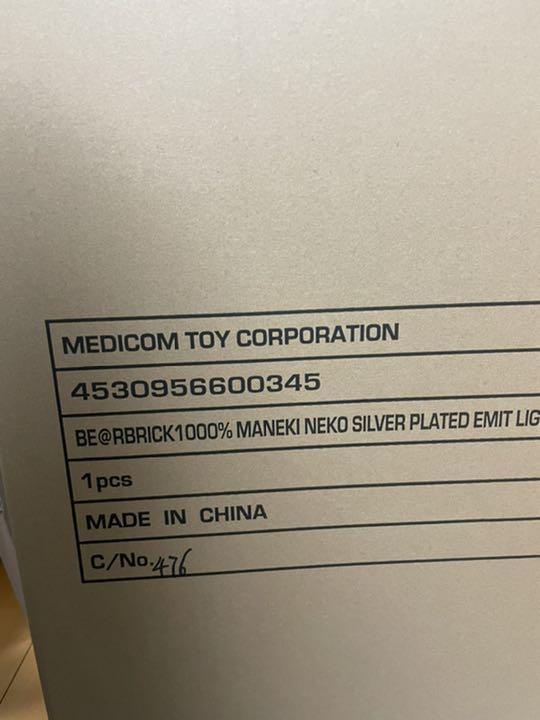 MEDICOM TOY CORPORATION
4530956600345
BE@RBRICK1000% MANEKI NEKO SILVER PLATED EMIT LIG
1pcs
MADE IN CHINA
C/No.476